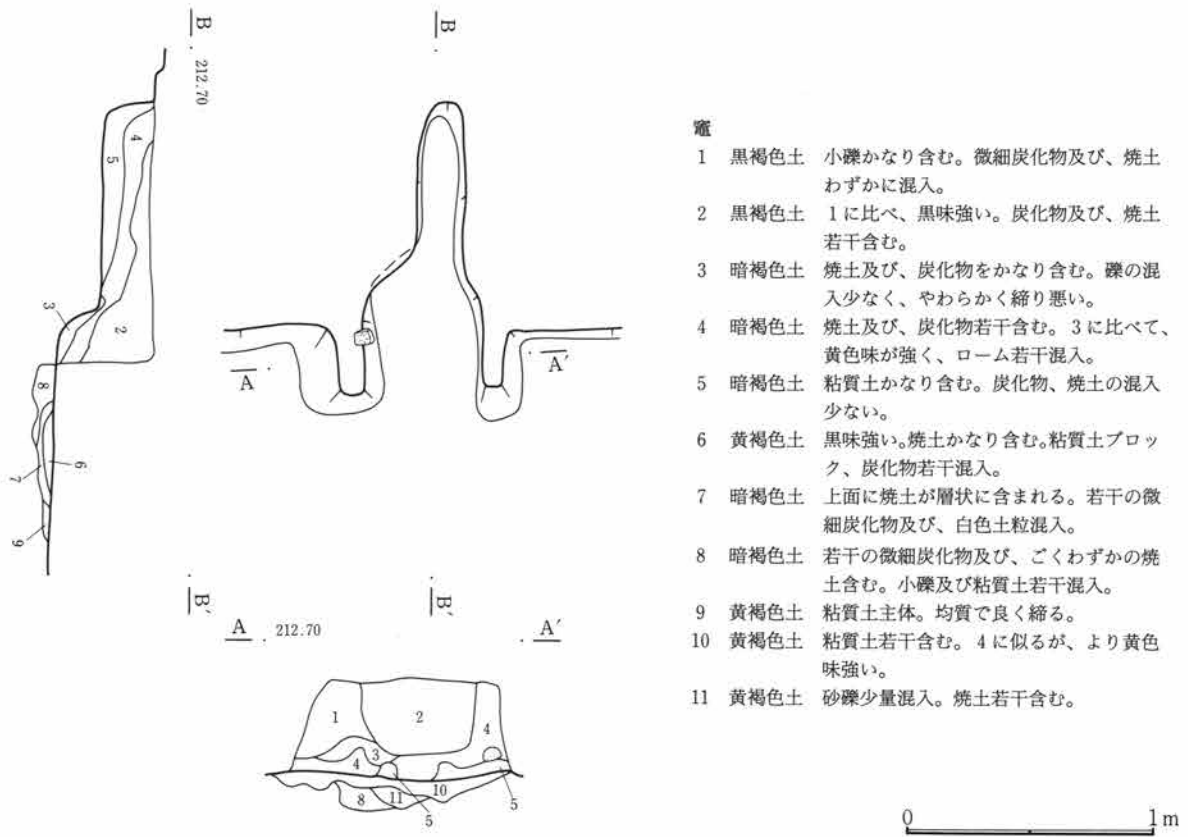 B
212.70
B
4
5
3
2
8
6
7
9
A
A′
B′
B′
A
212.70
A′
1
2
4
3
4
5
10
11
8
5
竈
1 黒褐色土 小礫かなり含む。微細炭化物及び、焼土
わずかに混入。
2 黒褐色土 1に比べ、黒味強い。炭化物及び、焼土
若干含む。
3 暗褐色土 焼土及び、炭化物をかなり含む。礫の混
入少なく、やわらかく締り悪い。
4 暗褐色土 焼土及び、炭化物若干含む。3に比べて、
黄色味が強く、ローム若干混入。
5 暗褐色土 粘質土かなり含む。炭化物、焼土の混入
少ない。
6 黄褐色土 黒味強い。焼土かなり含む。粘質土ブロッ
ク、炭化物若干混入。
7 暗褐色土 上面に焼土が層状に含まれる。若干の微
細炭化物及び、白色土粒混入。
8 暗褐色土 若干の微細炭化物及び、ごくわずかの焼
土含む。小礫及び粘質土若干混入。
9 黄褐色土 粘質土主体。均質で良く締る。
10 黄褐色土 粘質土若干含む。4に似るが、より黄色
味強い。
11 黄褐色土 砂礫少量混入。焼土若干含む。
0 1m